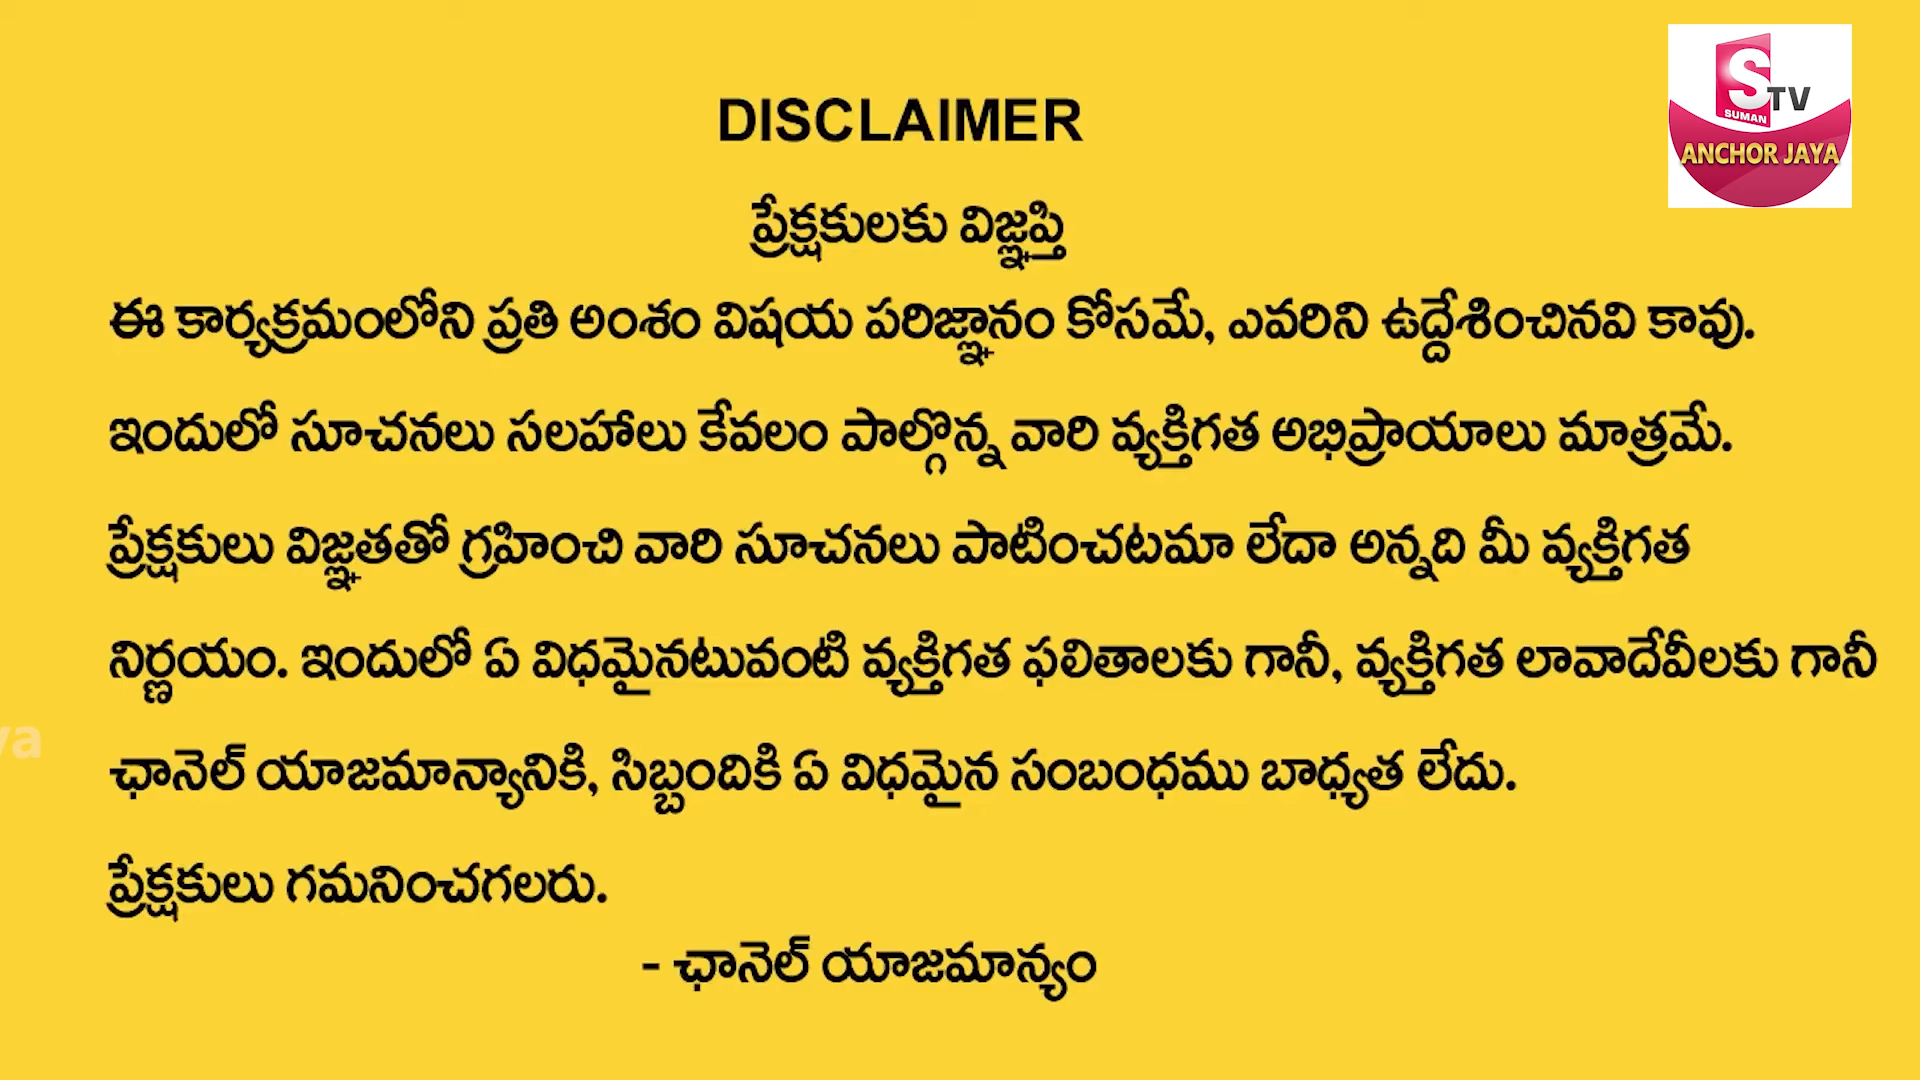 STV
SUMAN
ANCHOR JAYA
DISCLAIMER
ప్రేక్షకులకు విజ్ఞప్తి
ఈ కార్యక్రమంలోని ప్రతి అంశం విషయ పరిజ్ఞానం కోసమే, ఎవరిని ఉద్దేశించినవి కావు.
ఇందులో సూచనలు సలహాలు కేవలం పాల్గొన్న వారి వ్యక్తిగత అభిప్రాయాలు మాత్రమే.
ప్రేక్షకులు విజ్ఞతతో గ్రహించి వారి సూచనలు పాటించటమా లేదా అన్నది మీ వ్యక్తిగత
నిర్ణయం. ఇందులో ఏ విధమైనటువంటి వ్యక్తిగత ఫలితాలకు గానీ, వ్యక్తిగత లావాదేవీలకు గానీ
ఛానెల్ యాజమాన్యానికి, సిబ్బందికి ఏ విధమైన సంబంధము బాధ్యత లేదు.
ప్రేక్షకులు గమనించగలరు.
- ఛానెల్ యాజమాన్యం